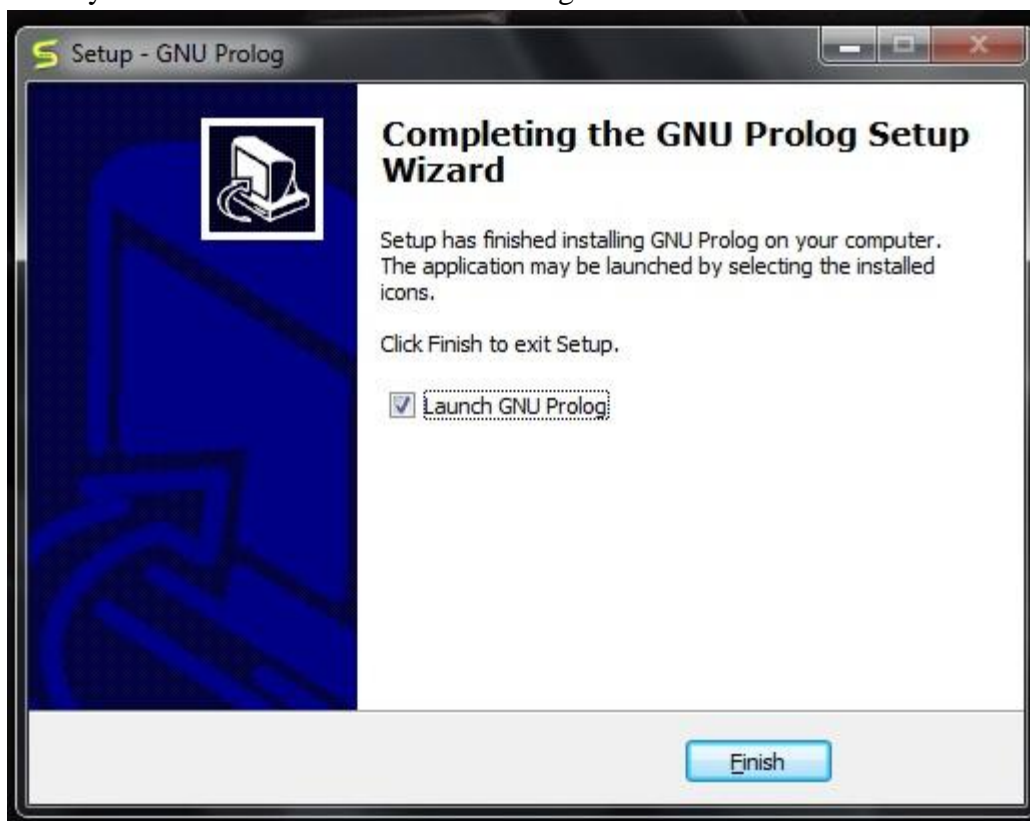 Setup - GNU Prolog
Completing the GNU Prolog Setup
Wizard
Setup has finished installing GNU Prolog on your computer.
The application may be launched by selecting the installed
icons.
Click Finish to exit Setup.
Launch GNU Prolog
Finish